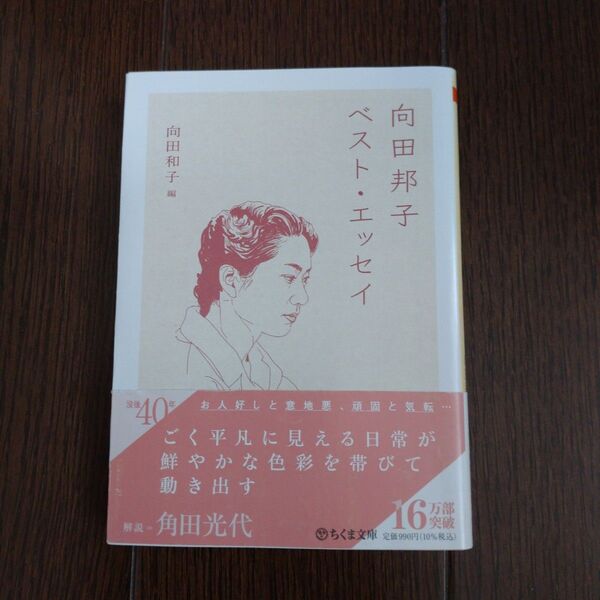 向田邦子
ベスト・エッセイ
向田和子 編
没後40年
お人好しと意地悪、頑固と気転…
ごく平凡に見える日常が
鮮やかな色彩を帯びて
動き出す
解説=角田光代
ちくま文庫
定価990円(10%税込)
16万部
突破